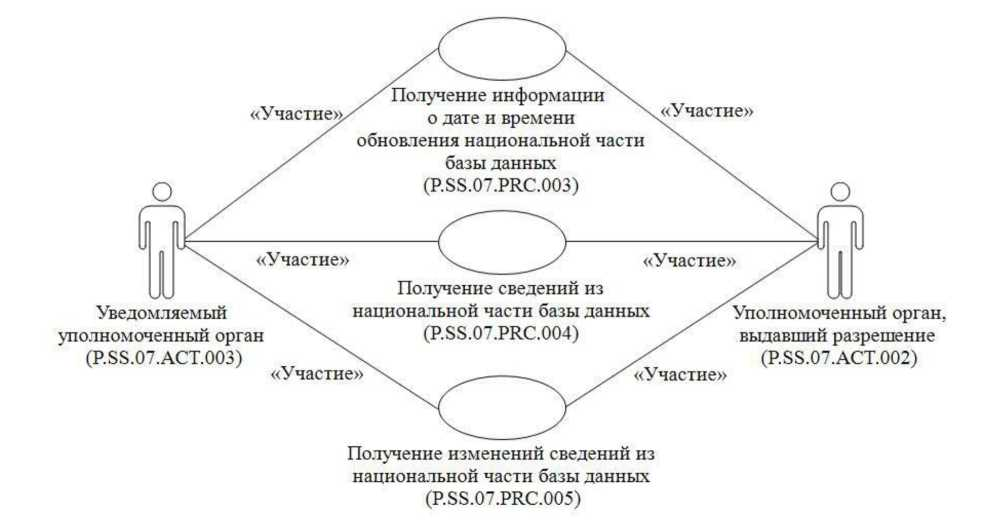 «Участие»
«Участие»
Получение информации
о дате и времени
обновления национальной части
базы данных
(P.SS.07.PRC.003)
«Участие»
«Участие»
Получение сведений из
национальной части базы данных
(P.SS.07.PRC.004)
Уведомляемый
уполномоченный орган
(P.SS.07.ACT.003)
Уполномоченный орган,
выдавший разрешение
(P.SS.07.ACT.002)
«Участие»
«Участие»
Получение изменений сведений из
национальной части базы данных
(P.SS.07.PRC.005)